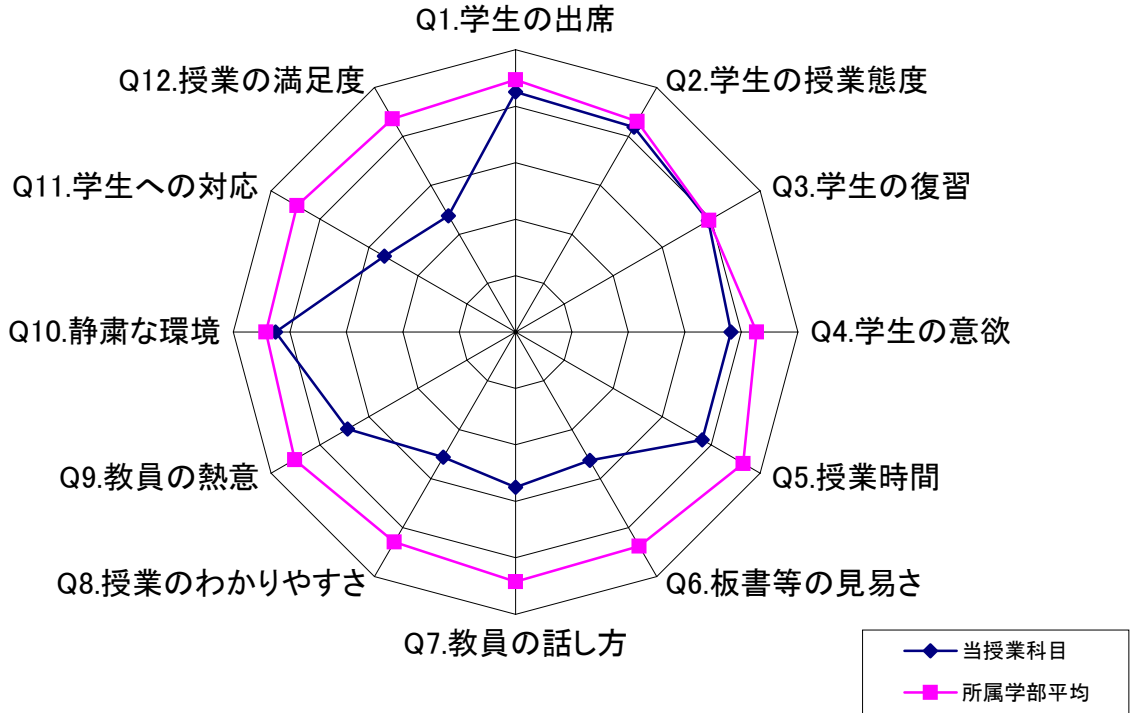 Q1.学生の出席
Q2.学生の授業態度
Q3.学生の復習
Q4.学生の意欲
Q5.授業時間
Q6.板書等の見易さ
Q7.教員の話し方
Q8.授業のわかりやすさ
Q9.教員の熱意
Q10.静粛な環境
Q11.学生への対応
Q12.授業の満足度
当授業科目
所属学部平均